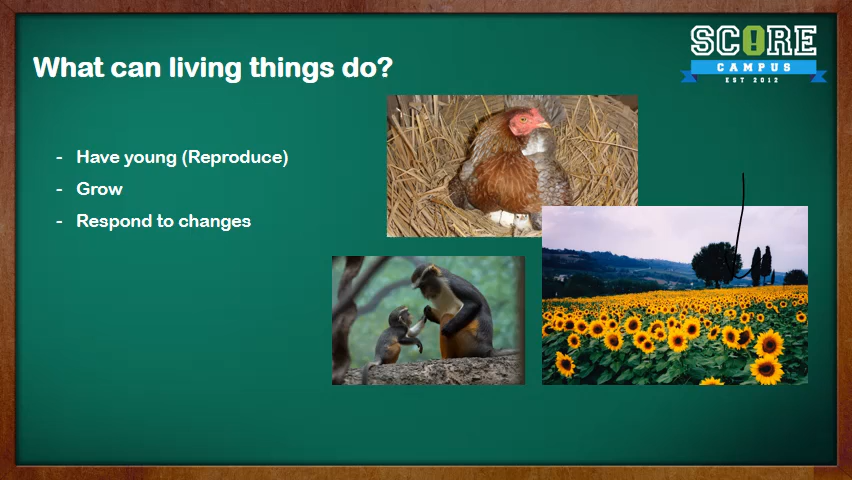 SCORE
CAMPUS
EST 2012
What can living things do?
- Have young (Reproduce)
- Grow
- Respond to changes